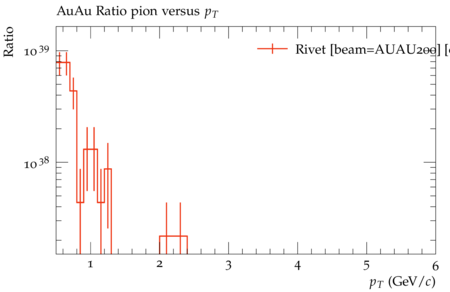 AuAu Ratio pion versus p_T
Ratio
10^39
10^38
Rivet [beam=AUAU200] [
1 2 3 4 5 6
p_T (GeV/c)